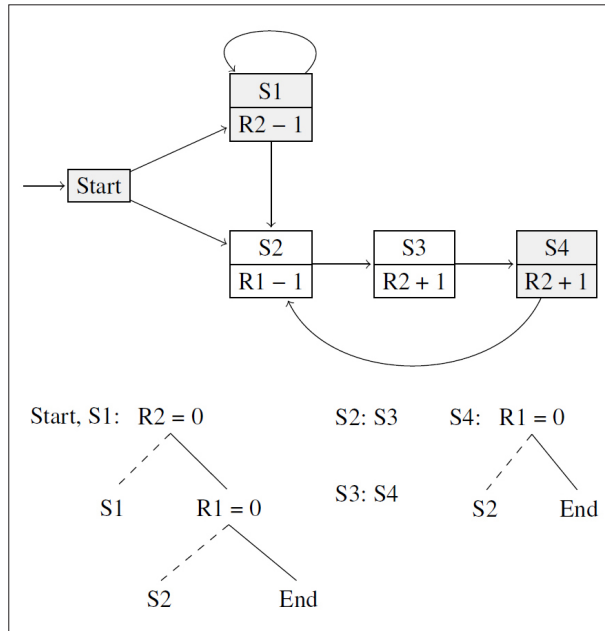 S1
R2 − 1
Start
S2
R1 − 1
S3
R2 + 1
S4
R2 + 1
Start, S1: R2 = 0
S2: S3
S4: R1 = 0
S1
R1 = 0
S3: S4
S2
End
S2
End